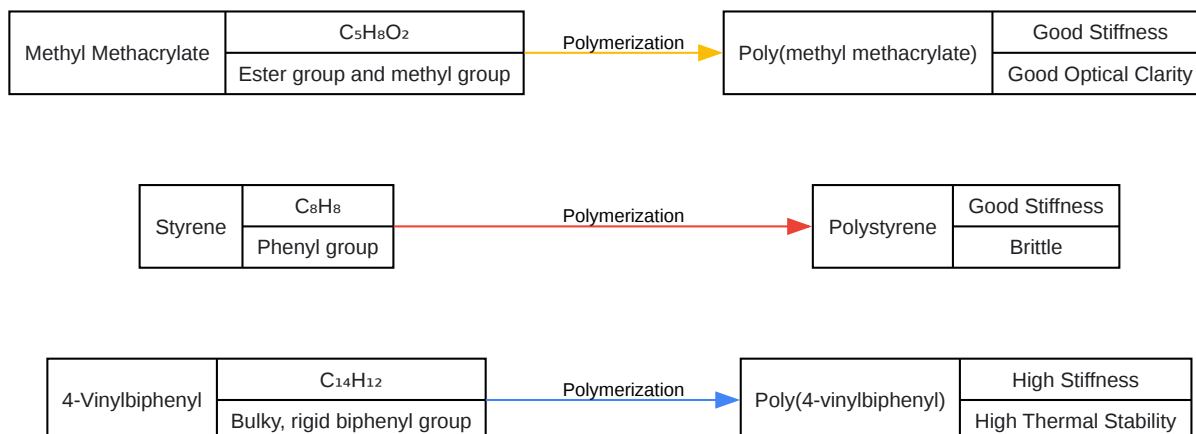 Methyl Methacrylate
C₅H₈O₂
Ester group and methyl group
Polymerization
Poly(methyl methacrylate)
Good Stiffness
Good Optical Clarity
Styrene
C₈H₈
Phenyl group
Polymerization
Polystyrene
Good Stiffness
Brittle
4-Vinylbiphenyl
C₁₄H₁₂
Bulky, rigid biphenyl group
Polymerization
Poly(4-vinylbiphenyl)
High Stiffness
High Thermal Stability